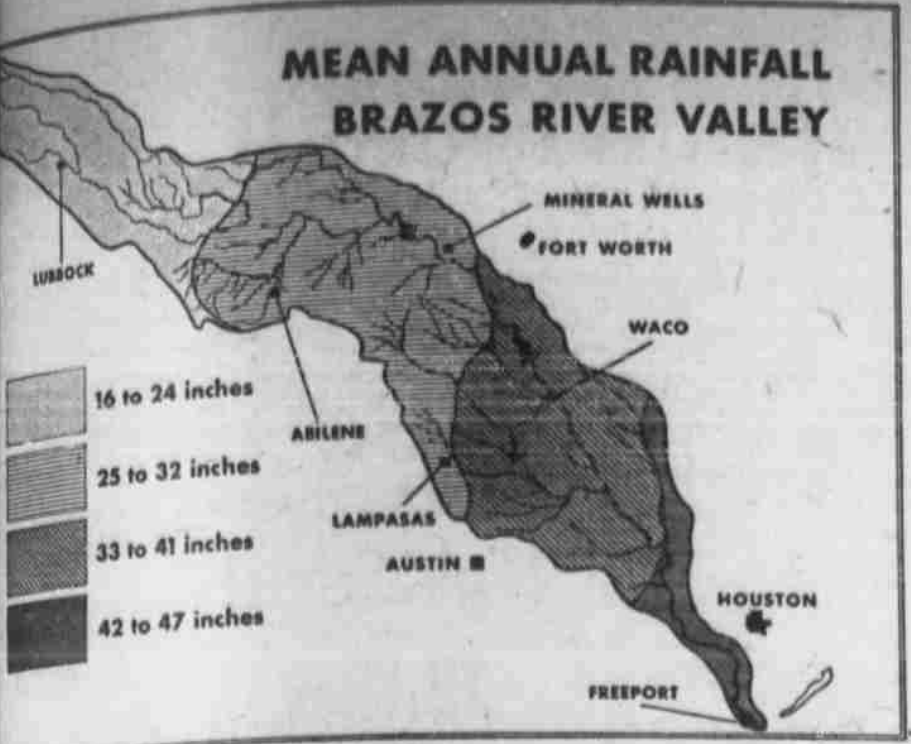 MEAN ANNUAL RAINFALL
BRAZOS RIVER VALLEY
MINERAL WELLS
FORT WORTH
LUBBOCK
WACO
16 to 24 inches
ABILENE
25 to 32 inches
LAMPASAS
33 to 41 inches
AUSTIN
42 to 47 inches
HOUSTON
FREEPORT